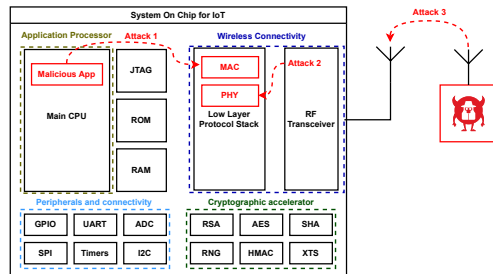 System On Chip for IoT
Attack 3
Application Processor
Attack 1
Wireless Connectivity
Malicious App
JTAG
MAC
Attack 2
PHY
Main CPU
ROM
Low Layer
Protocol Stack
RF
Transceiver
RAM
Peripherals and connectivity
Cryptographic accelerator
GPIO
UART
ADC
RSA
AES
SHA
SPI
Timers
I2C
RNG
HMAC
XTS